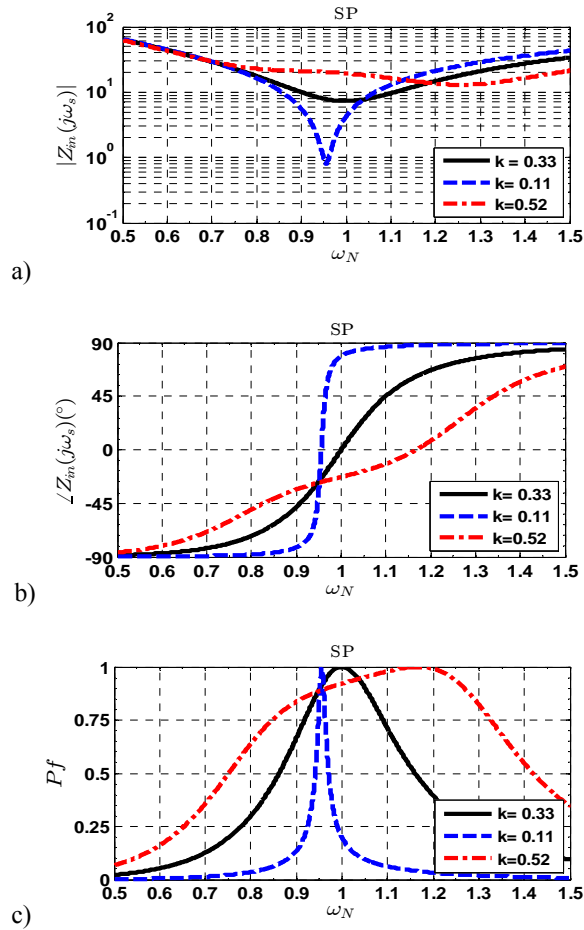 SP
|Z_in(jω_s)|
10^2
10^1
10^0
10^-1
k = 0.33
k = 0.11
k=0.52
0.5 0.6 0.7 0.8 0.9 1 1.1 1.2 1.3 1.4 1.5
ω_N
a)
SP
∠Z_in(jω_s)(°)
90
45
0
-45
-90
k= 0.33
k= 0.11
k=0.52
0.5 0.6 0.7 0.8 0.9 1 1.1 1.2 1.3 1.4 1.5
ω_N
b)
SP
Pf
1
0.75
0.5
0.25
0
k= 0.33
k= 0.11
k=0.52
0.5 0.6 0.7 0.8 0.9 1 1.1 1.2 1.3 1.4 1.5
ω_N
c)